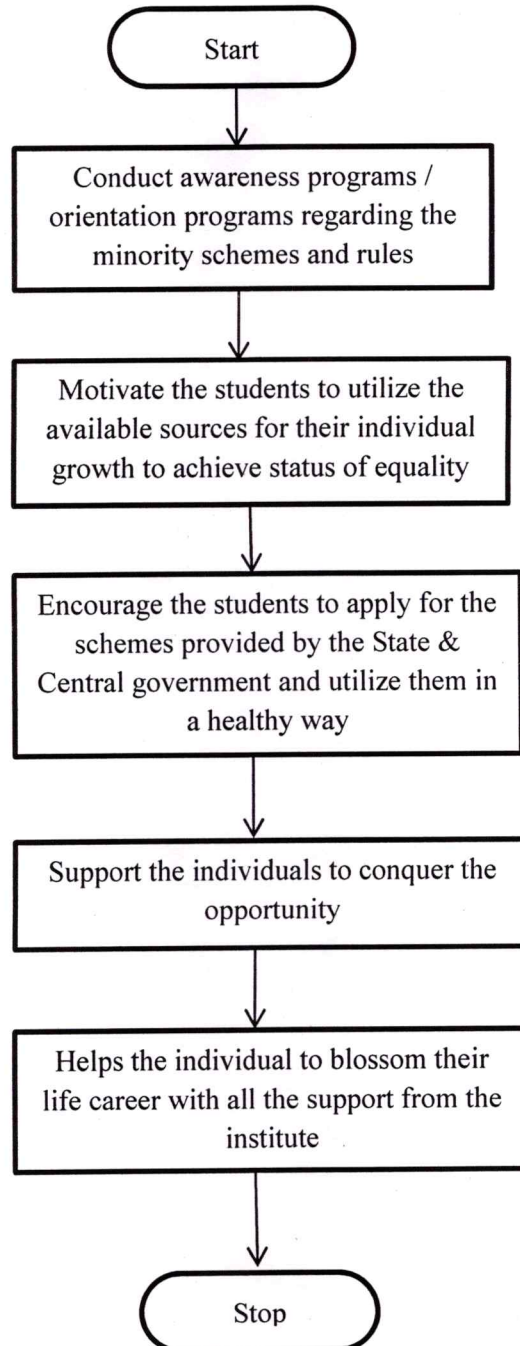 Start
Conduct awareness programs /
orientation programs regarding the
minority schemes and rules
Motivate the students to utilize the
available sources for their individual
growth to achieve status of equality
Encourage the students to apply for the
schemes provided by the State &
Central government and utilize them in
a healthy way
Support the individuals to conquer the
opportunity
Helps the individual to blossom their
life career with all the support from the
institute
Stop